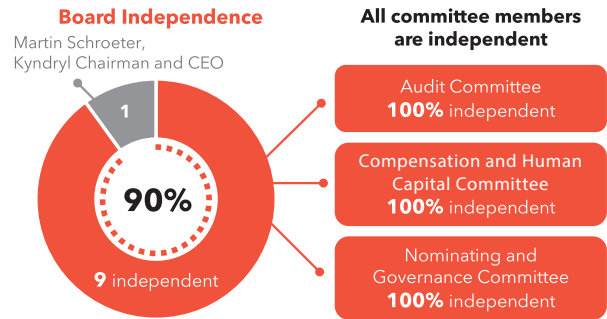 Board Independence
Martin Schroeter,
Kyndryl Chairman and CEO
1
90%
9 independent
All committee members
are independent
Audit Committee
100% independent
Compensation and Human
Capital Committee
100% independent
Nominating and
Governance Committee
100% independent